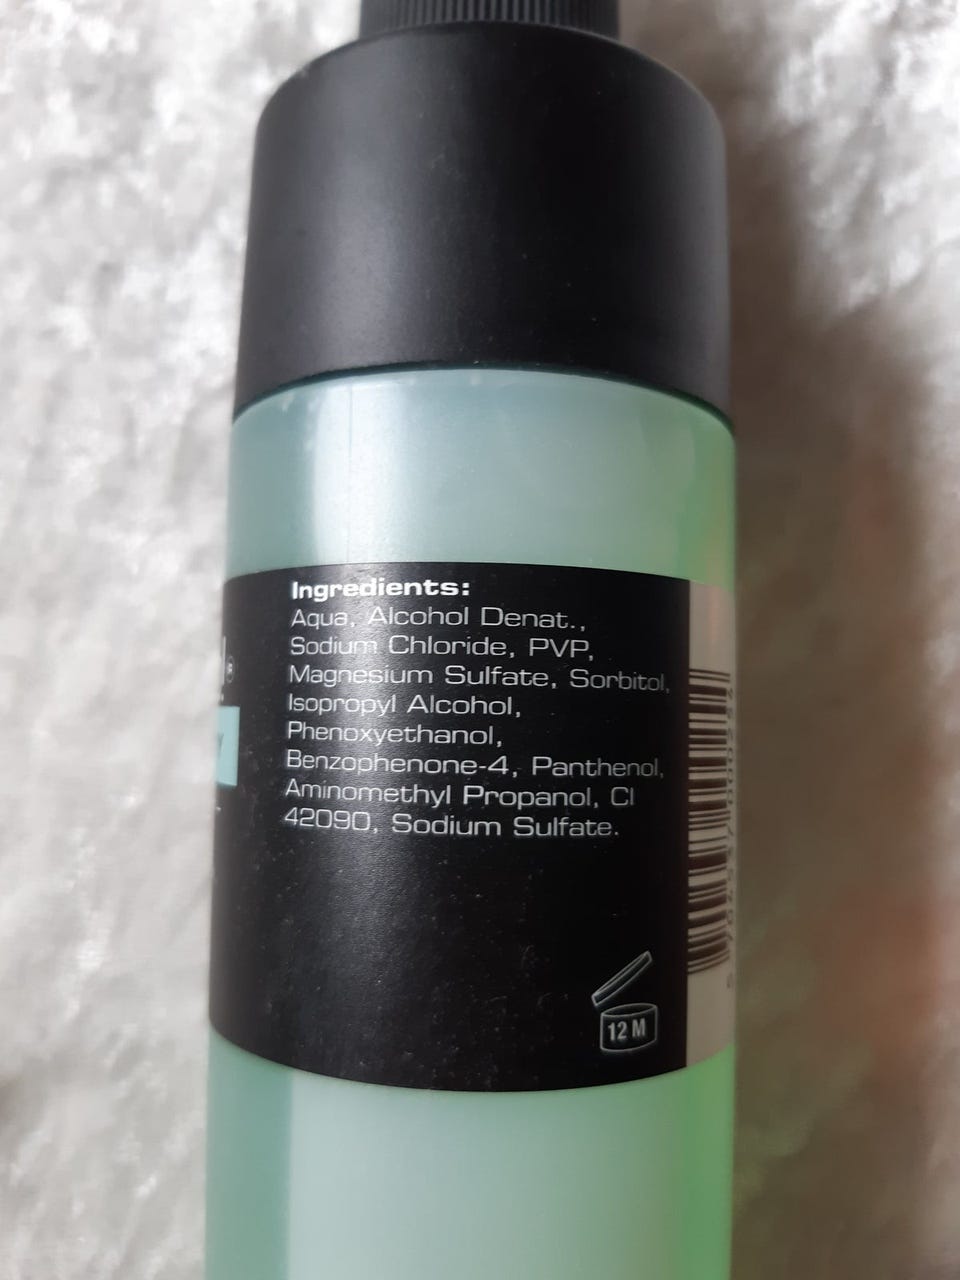 Ingredients:
Aqua, Alcohol Denat.,
Sodium Chloride, PVP,
Magnesium Sulfate, Sorbitol,
Isopropyl Alcohol,
Phenoxyethanol,
Benzophenone-4, Panthenol,
Aminomethyl Propanol, CI
42090, Sodium Sulfate.
12 M